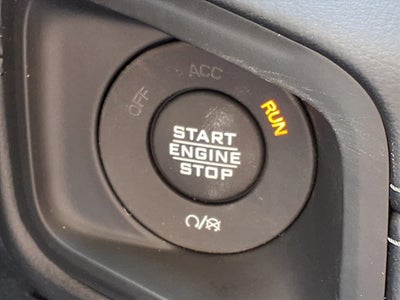 ACC
OFF
RUN
START
ENGINE
STOP